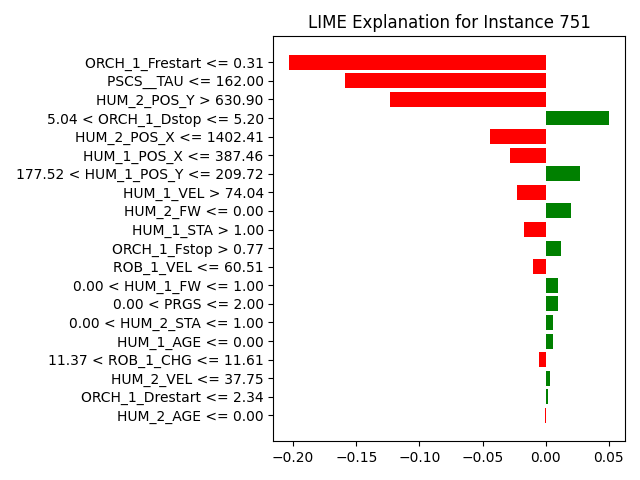 LIME Explanation for Instance 751
ORCH_1_Frestart <= 0.31
PSCS__TAU <= 162.00
HUM_2_POS_Y > 630.90
5.04 < ORCH_1_Dstop <= 5.20
HUM_2_POS_X <= 1402.41
HUM_1_POS_X <= 387.46
177.52 < HUM_1_POS_Y <= 209.72
HUM_1_VEL > 74.04
HUM_2_FW <= 0.00
HUM_1_STA > 1.00
ORCH_1_Fstop > 0.77
ROB_1_VEL <= 60.51
0.00 < HUM_1_FW <= 1.00
0.00 < PRGS <= 2.00
0.00 < HUM_2_STA <= 1.00
HUM_1_AGE <= 0.00
11.37 < ROB_1_CHG <= 11.61
HUM_2_VEL <= 37.75
ORCH_1_Drestart <= 2.34
HUM_2_AGE <= 0.00
−0.20 −0.15 −0.10 −0.05 0.00 0.05